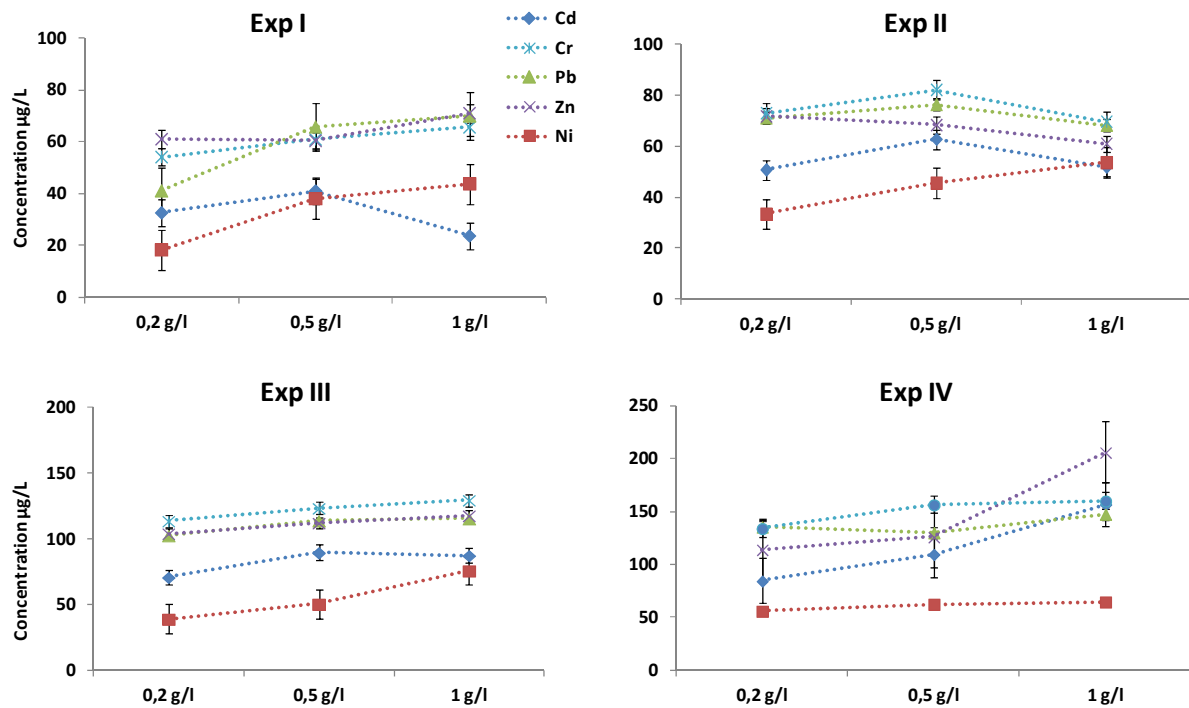 Exp I
Concentration µg/L
100
80
60
40
20
0
0,2 g/l
0,5 g/l
1 g/l
Cd
Cr
Pb
Zn
Ni
Exp II
100
80
60
40
20
0
0,2 g/l
0,5 g/l
1 g/l
Exp III
Concentration µg/L
200
150
100
50
0
0,2 g/l
0,5 g/l
1 g/l
Exp IV
250
200
150
100
50
0
0,2 g/l
0,5 g/l
1 g/l